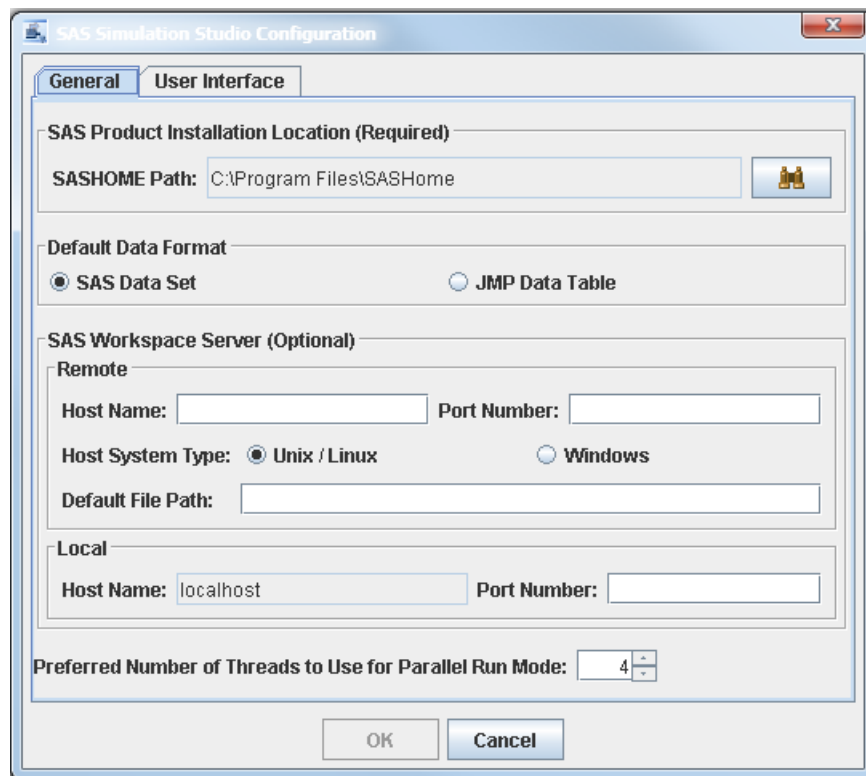 SAS Simulation Studio Configuration
General User Interface
SAS Product Installation Location (Required)
SASHOME Path: C:\Program Files\SASHome
Default Data Format
SAS Data Set JMP Data Table
SAS Workspace Server (Optional)
Remote
Host Name: Port Number:
Host System Type: Unix / Linux Windows
Default File Path:
Local
Host Name: localhost Port Number:
Preferred Number of Threads to Use for Parallel Run Mode: 4
OK Cancel